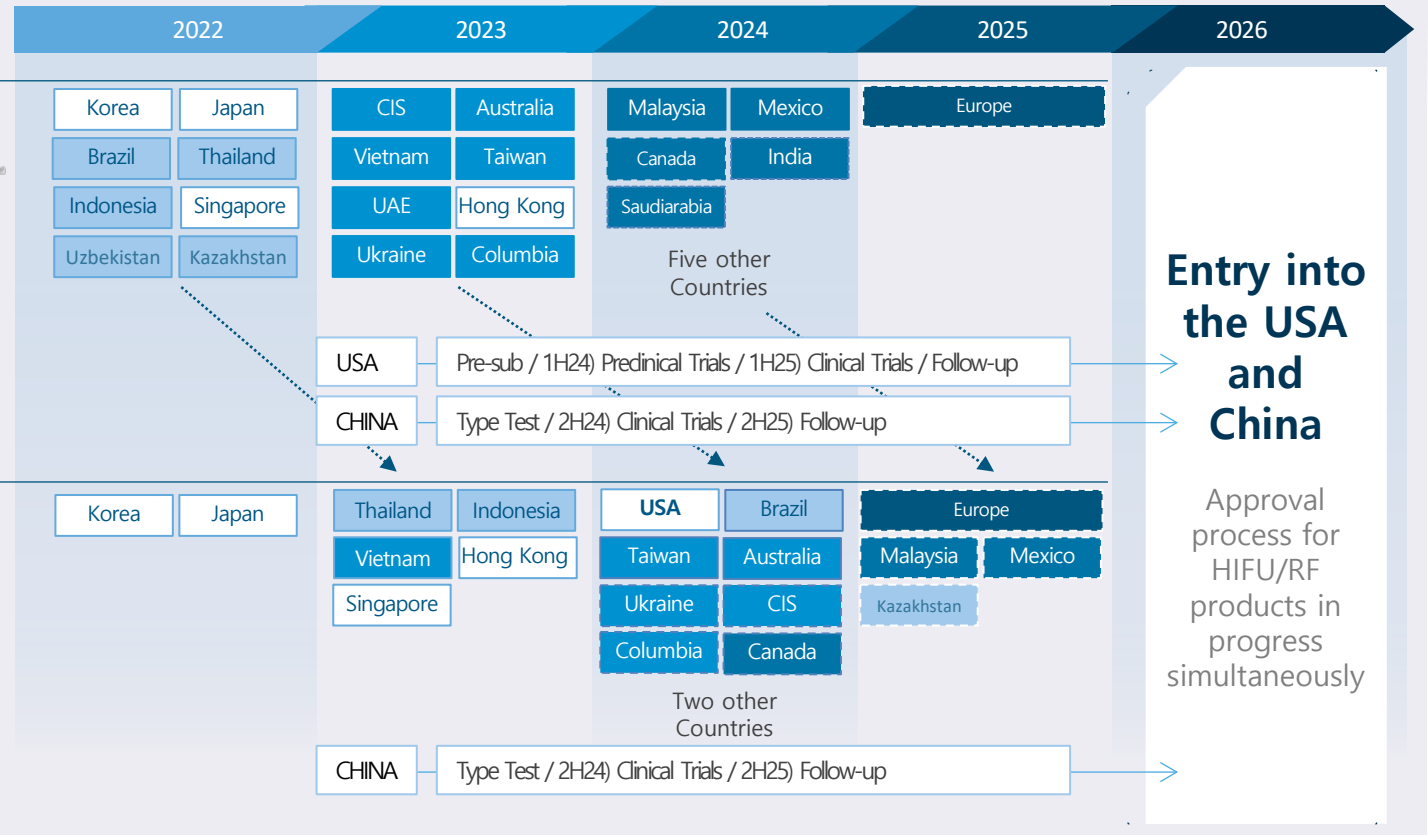 2022 2023 2024 2025 2026
Korea Japan CIS Australia Malaysia Mexico Europe
Brazil Thailand Vietnam Taiwan Canada India
Indonesia Singapore UAE Hong Kong Saudiarabia
Uzbekistan Kazakhstan Ukraine Columbia
Five other
Countries
USA Pre-sub / 1H24) Predinical Trials / 1H25) Clinical Trials / Follow-up
CHINA Type Test / 2H24) Clinical Trials / 2H25) Follow-up
Korea Japan Thailand Indonesia USA Brazil Europe
Vietnam Hong Kong Taiwan Australia Malaysia Mexico
Singapore Ukraine CIS Kazakhstan
Columbia Canada
Two other
Countries
CHINA Type Test / 2H24) Clinical Trials / 2H25) Follow-up
Entry into
the USA
and
China
Approval
process for
HIFU/RF
products in
progress
simultaneously